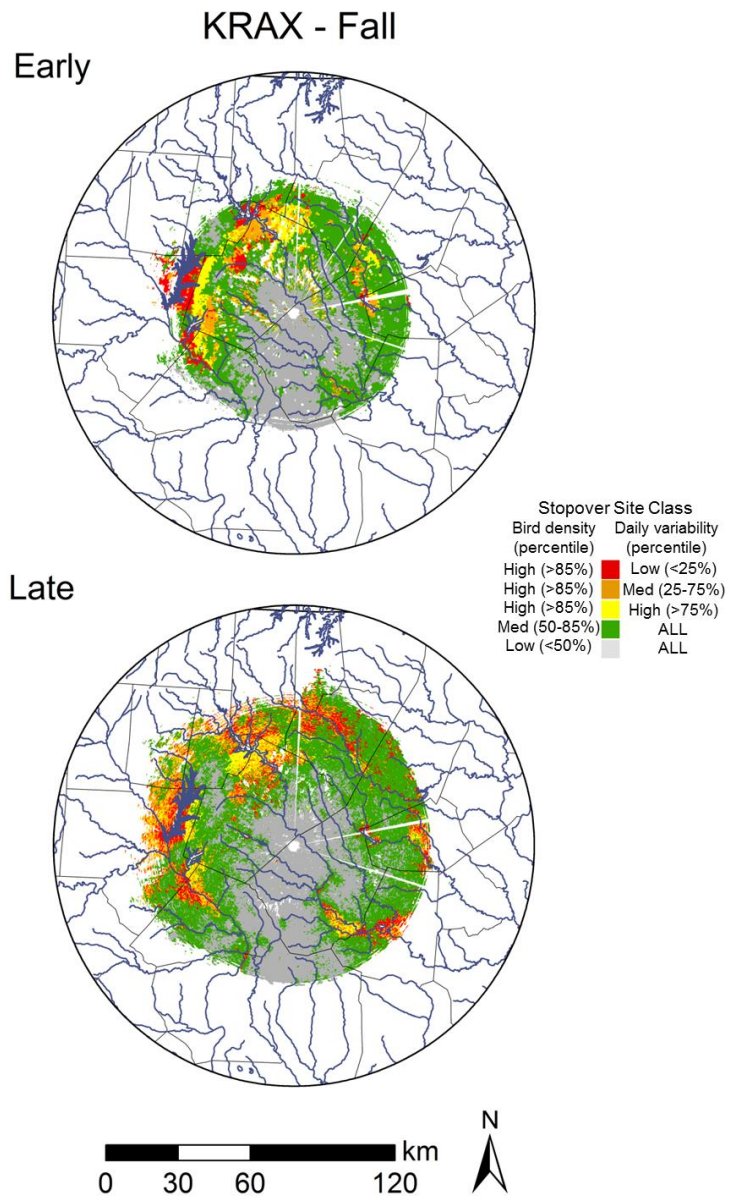 KRAX - Fall
Early
Stopover Site Class
Bird density Daily variability
(percentile) (percentile)
High (>85%) Low (<25%)
High (>85%) Med (25-75%)
High (>85%) High (>75%)
Med (50-85%) ALL
Low (<50%) ALL
Late
km
0 30 60 120
N